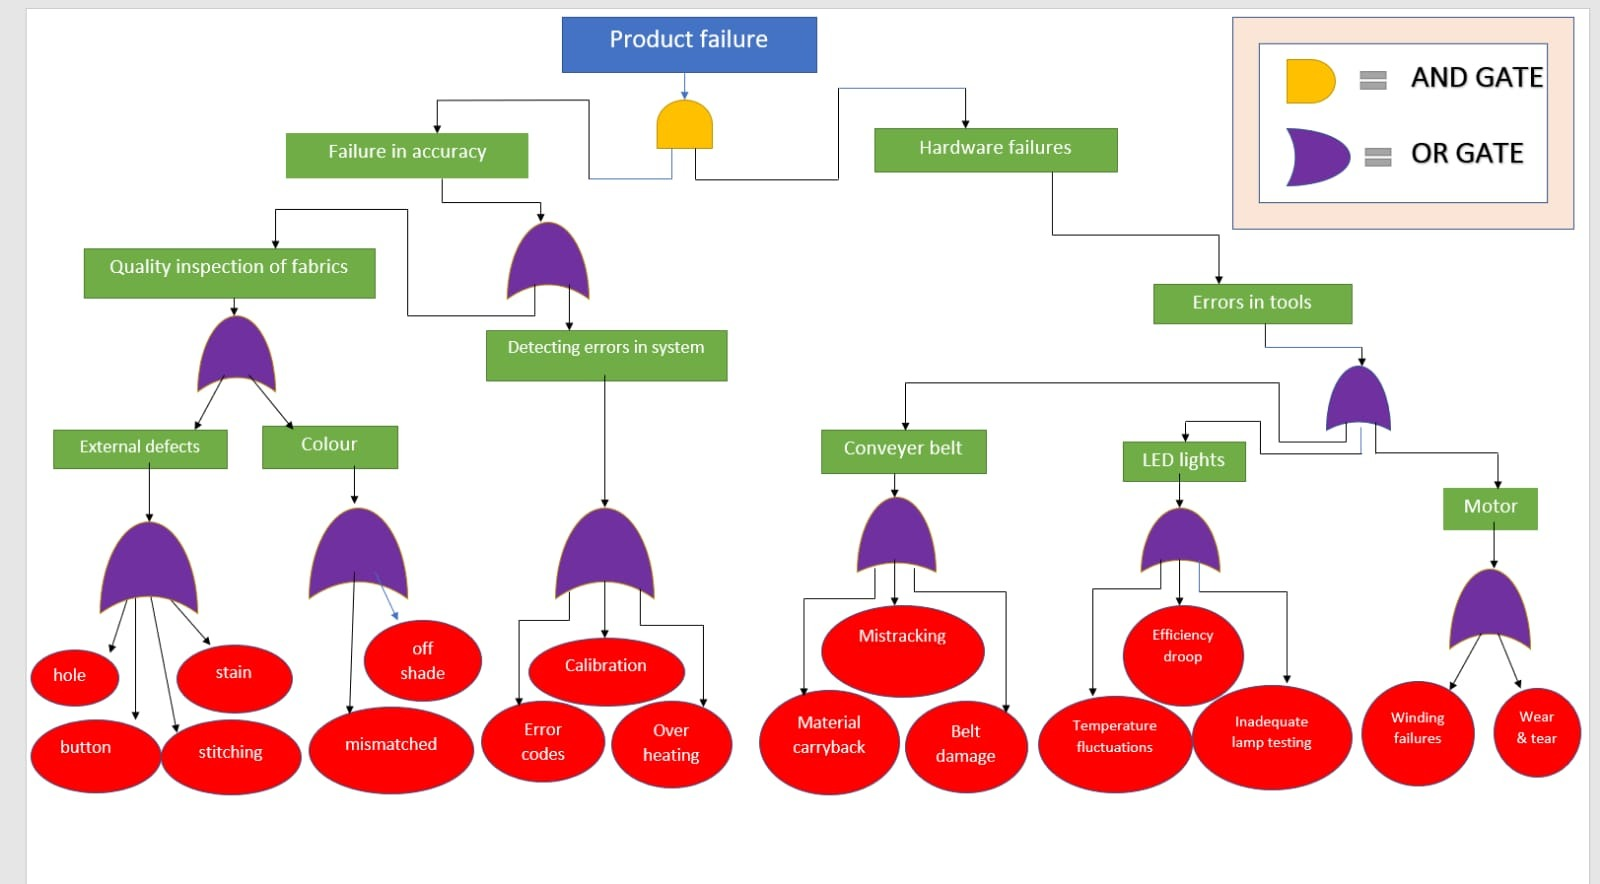 Product failure
AND GATE
OR GATE
Failure in accuracy
Hardware failures
Quality inspection of fabrics
Errors in tools
Detecting errors in system
External defects
Colour
Conveyer belt
LED lights
Motor
hole
stain
off
shade
Calibration
Mistracking
Efficiency
droop
button
stitching
mismatched
Error
codes
Over
heating
Material
carryback
Belt
damage
Temperature
fluctuations
Inadequate
lamp testing
Winding
failures
Wear
& tear